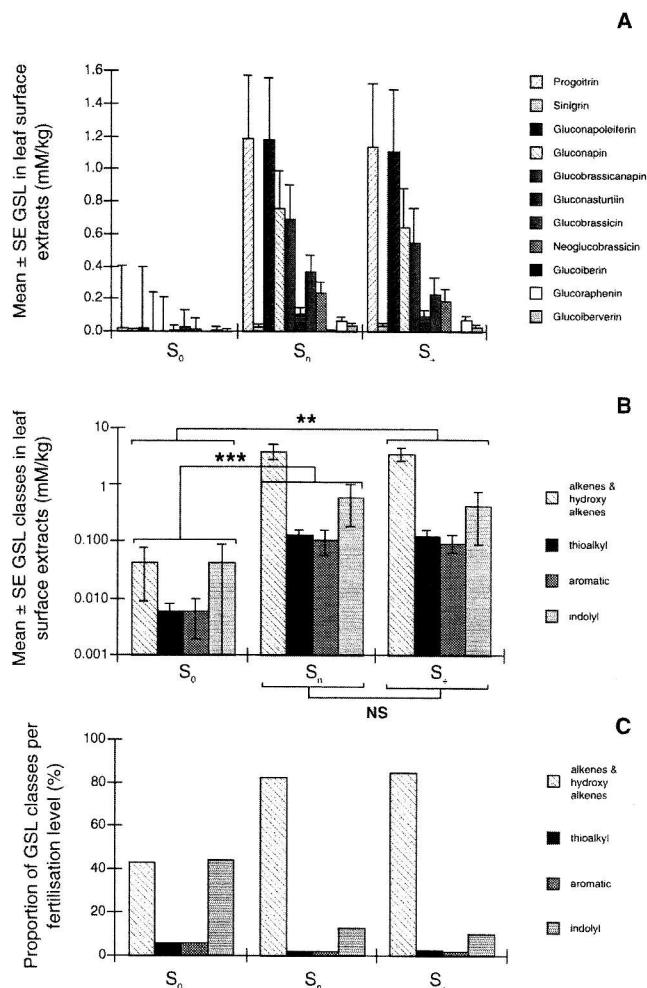 A
Mean ± SE GSL in leaf surface
extracts (mM/kg)
1.6
1.4
1.2
1.0
0.8
0.6
0.4
0.2
0.0
S₀
Sₙ
S₊
Progoitrin
Sinigrin
Gluconapoleiferin
Gluconapin
Glucobrassicanapin
Gluconasturtiin
Glucobrassicin
Neoglucobrassicin
Glucoiberin
Glucoraphenin
Glucoiberverin
B
Mean ± SE GSL classes in leaf
surface extracts (mM/kg)
10
1
0.100
0.010
0.001
**
***
S₀
Sₙ
S₊
NS
alkenes &
hydroxy
alkenes
thioalkyl
aromatic
indolyl
C
Proportion of GSL classes per
fertilisation level (%)
100
80
60
40
20
0
S₀
Sₙ
S₊
alkenes &
hydroxy
alkenes
thioalkyl
aromatic
indolyl